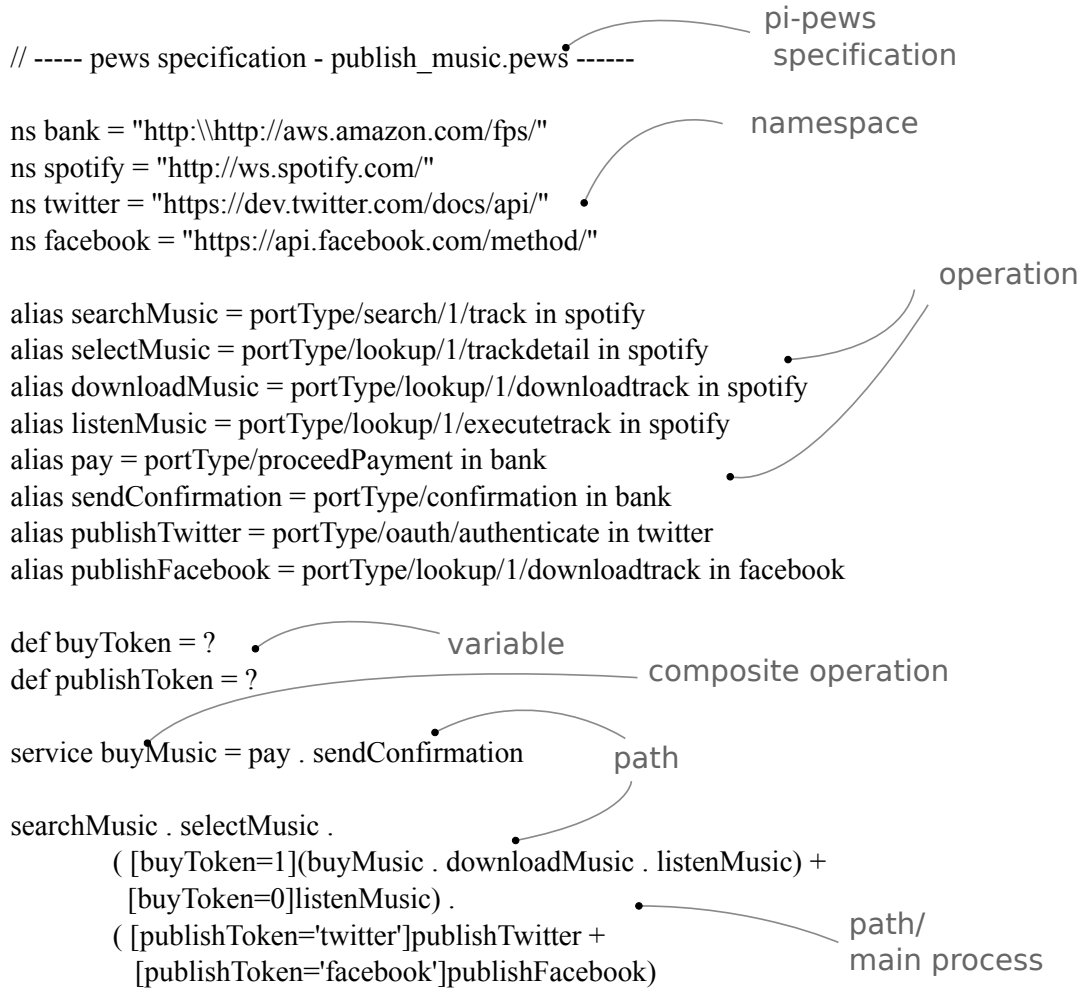 pi-pews
specification
// ----- pews specification - publish_music.pews ------
namespace
ns bank = "http:\\http://aws.amazon.com/fps/"
ns spotify = "http://ws.spotify.com/"
ns twitter = "https://dev.twitter.com/docs/api/"
ns facebook = "https://api.facebook.com/method/"
operation
alias searchMusic = portType/search/1/track in spotify
alias selectMusic = portType/lookup/1/trackdetail in spotify
alias downloadMusic = portType/lookup/1/downloadtrack in spotify
alias listenMusic = portType/lookup/1/executetrack in spotify
alias pay = portType/proceedPayment in bank
alias sendConfirmation = portType/confirmation in bank
alias publishTwitter = portType/oauth/authenticate in twitter
alias publishFacebook = portType/lookup/1/downloadtrack in facebook
def buyToken = ?
variable
def publishToken = ?
composite operation
service buyMusic = pay . sendConfirmation
path
searchMusic . selectMusic .
( [buyToken=1](buyMusic . downloadMusic . listenMusic) +
[buyToken=0]listenMusic) .
( [publishToken='twitter']publishTwitter +
[publishToken='facebook']publishFacebook)
path/
main process